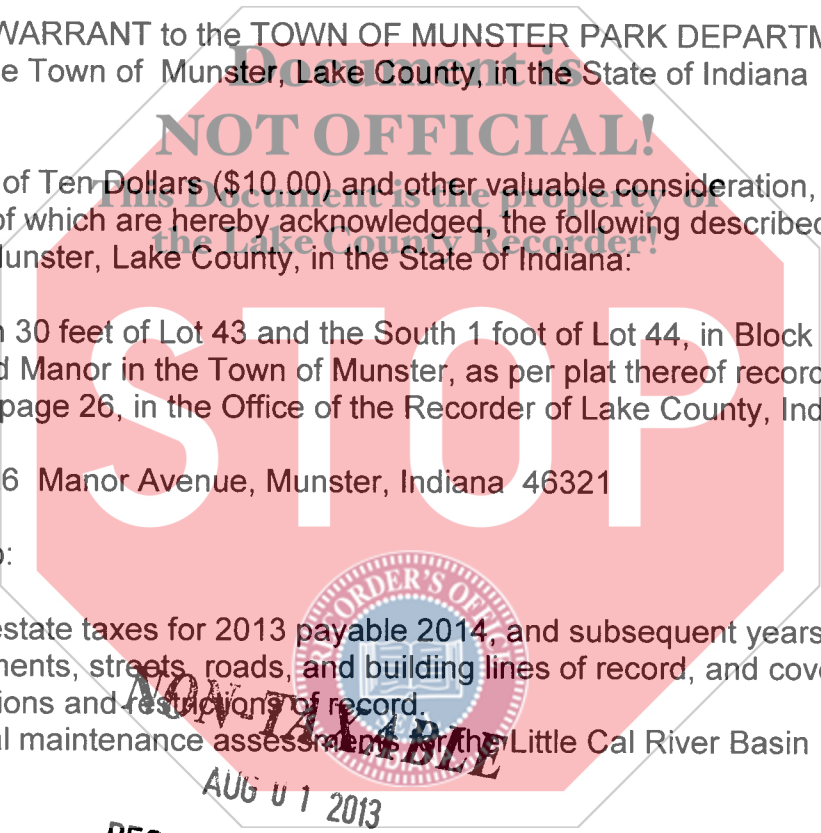 WARRANT to the TOWN OF MUNSTER PARK DEPARTM
Document is
e Town of Munster, Lake County, in the State of Indiana
NOT OFFICIAL!
of Ten Dollars ($10.00) and other valuable consideration,
This Document is the property of
of which are hereby acknowledged, the following described
the Lake County Recorder!
Munster, Lake County, in the State of Indiana:
30 feet of Lot 43 and the South 1 foot of Lot 44, in Block
d Manor in the Town of Munster, as per plat thereof record
page 26, in the Office of the Recorder of Lake County, Ind
STOP
6 Manor Avenue, Munster, Indiana 46321
o:
RECORDER'S OFFIC
estate taxes for 2013 payable 2014, and subsequent years
ments, streets, roads, and building lines of record, and cov
ions and restrictions of record.
NON-TAXABLE
al maintenance assessments for the Little Cal River Basin
AUG 01 2013